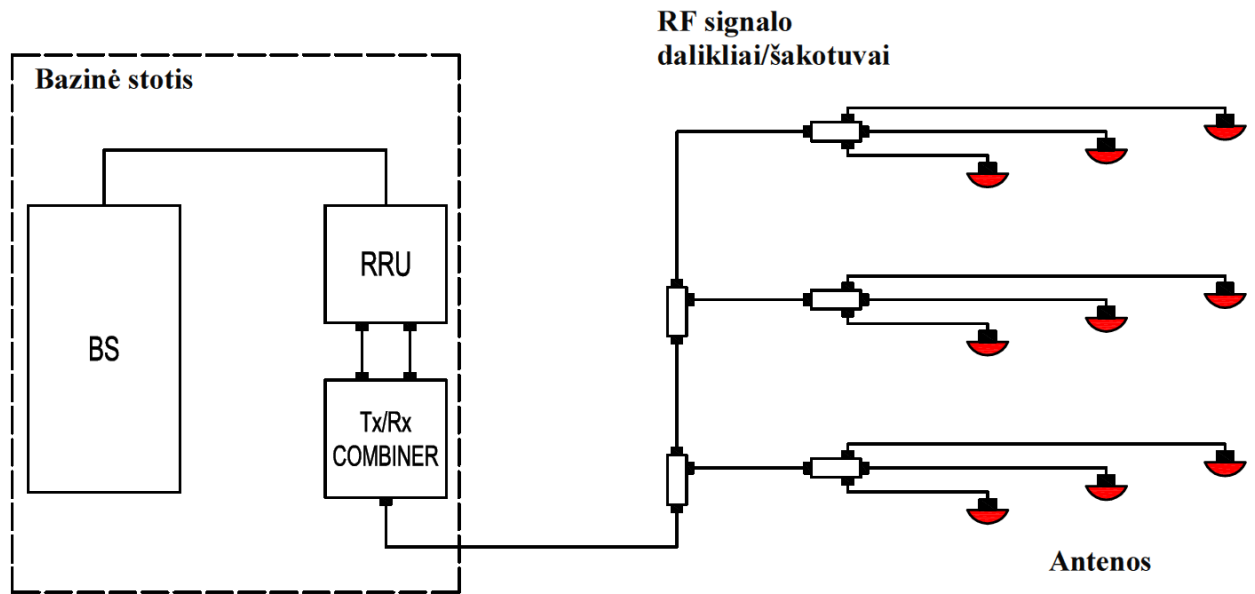 RF signalo
dalikliai/šakotuvai
Bazinė stotis
BS
RRU
Tx/Rx
COMBINER
Antenos